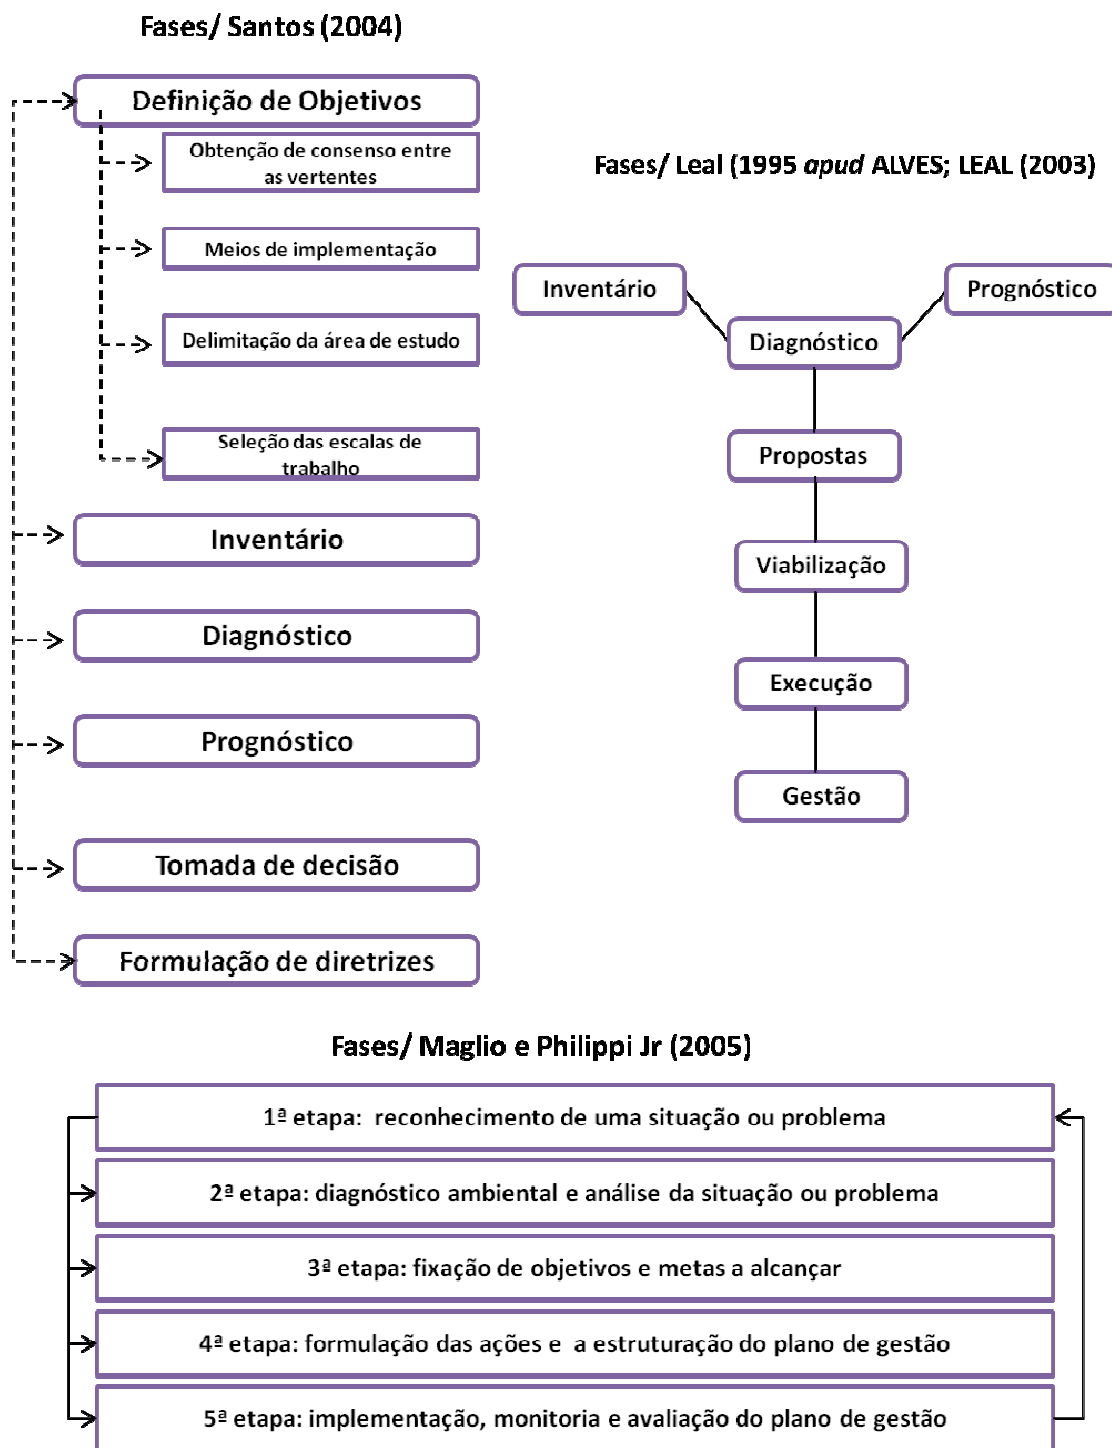 Fases/ Santos (2004)
Definição de Objetivos
Obtenção de consenso entre
as vertentes
Meios de implementação
Delimitação da área de estudo
Seleção das escalas de
trabalho
Inventário
Diagnóstico
Prognóstico
Tomada de decisão
Formulação de diretrizes
Fases/ Leal (1995 apud ALVES; LEAL (2003)
Inventário
Prognóstico
Diagnóstico
Propostas
Viabilização
Execução
Gestão
Fases/ Maglio e Philippi Jr (2005)
1ª etapa: reconhecimento de uma situação ou problema
2ª etapa: diagnóstico ambiental e análise da situação ou problema
3ª etapa: fixação de objetivos e metas a alcançar
4ª etapa: formulação das ações e a estruturação do plano de gestão
5ª etapa: implementação, monitoria e avaliação do plano de gestão